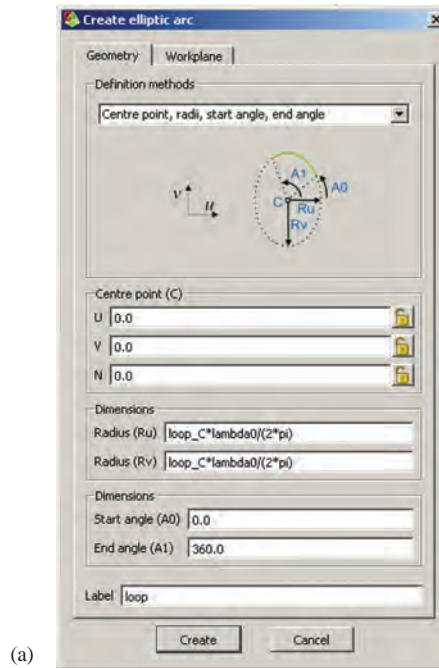 Create elliptic arc
Geometry Workplane
Definition methods
Centre point, radii, start angle, end angle
v u A1 A0 C Ru Rv
Centre point (C)
U 0.0
V 0.0
N 0.0
Dimensions
Radius (Ru) loop_C*lambda0/(2*pi)
Radius (Rv) loop_C*lambda0/(2*pi)
Dimensions
Start angle (A0) 0.0
End angle (A1) 360.0
Label loop
Create Cancel
(a)